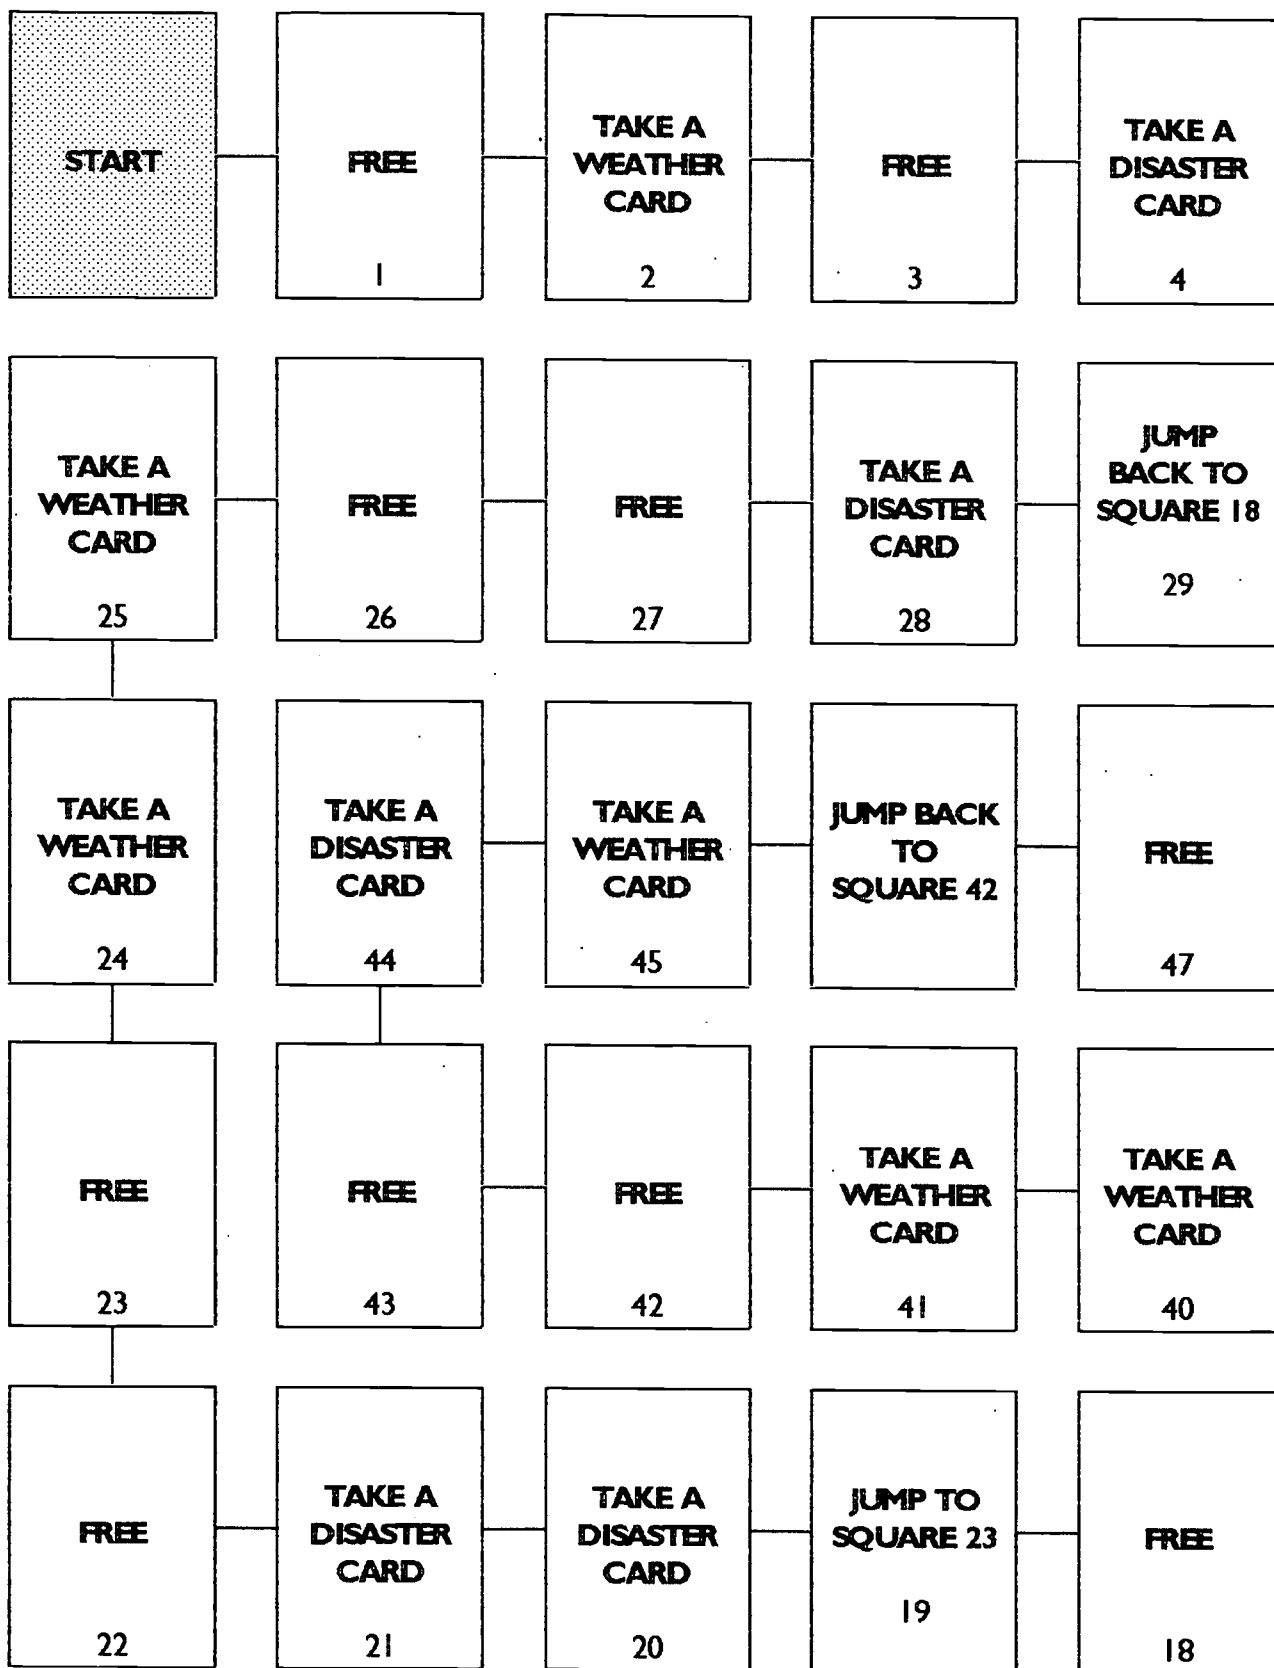 START
FREE
1
TAKE A
WEATHER
CARD
2
FREE
3
TAKE A
DISASTER
CARD
4
TAKE A
WEATHER
CARD
25
FREE
26
FREE
27
TAKE A
DISASTER
CARD
28
JUMP
BACK TO
SQUARE 18
29
TAKE A
WEATHER
CARD
24
TAKE A
DISASTER
CARD
44
TAKE A
WEATHER
CARD
45
JUMP BACK
TO
SQUARE 42
FREE
47
FREE
23
FREE
43
FREE
42
TAKE A
WEATHER
CARD
41
TAKE A
WEATHER
CARD
40
FREE
22
TAKE A
DISASTER
CARD
21
TAKE A
DISASTER
CARD
20
JUMP TO
SQUARE 23
19
FREE
18